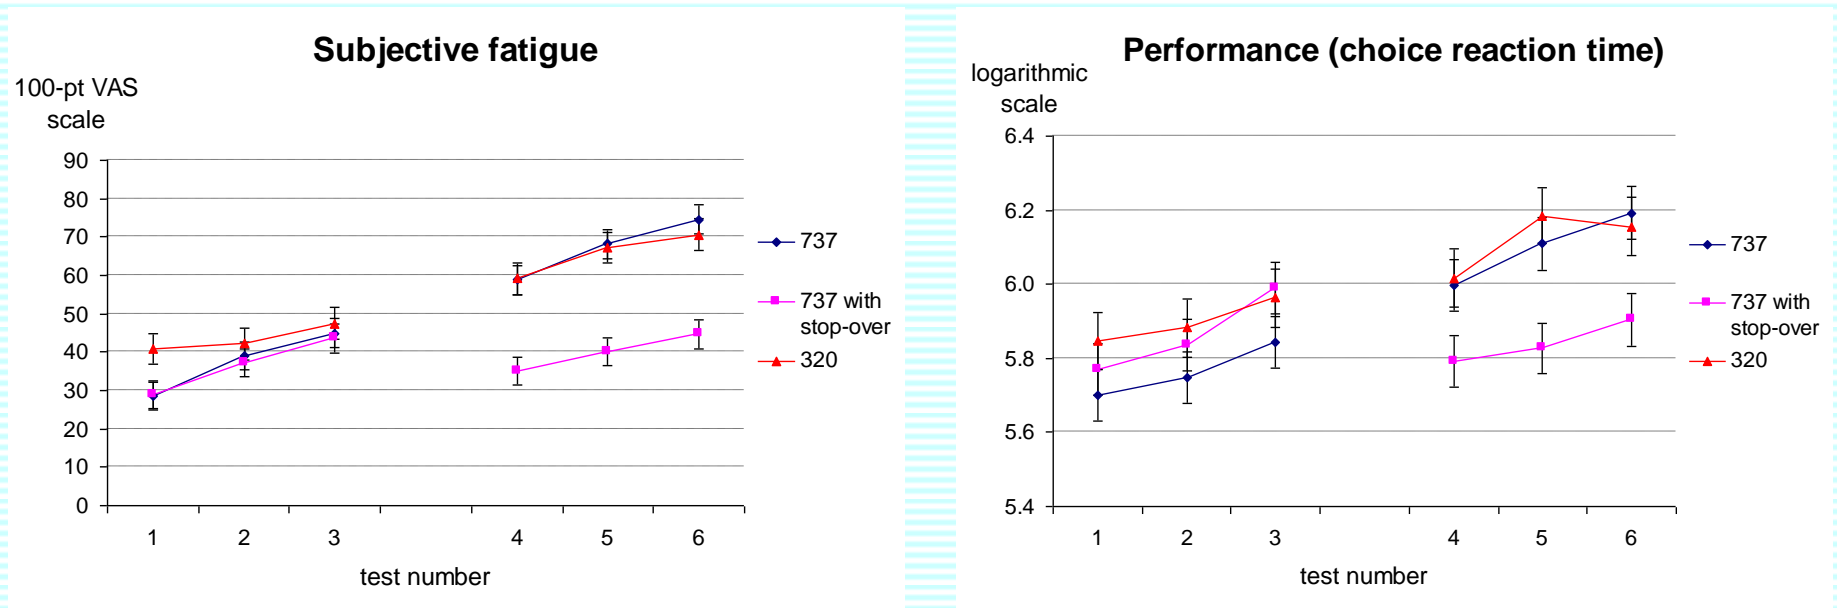 Subjective fatigue
100-pt VAS
scale
90
80
70
60
50
40
30
20
10
0
1 2 3 4 5 6
test number
737
737 with
stop-over
320
Performance (choice reaction time)
logarithmic
scale
6.4
6.2
6.0
5.8
5.6
5.4
1 2 3 4 5 6
test number
737
737 with
stop-over
320